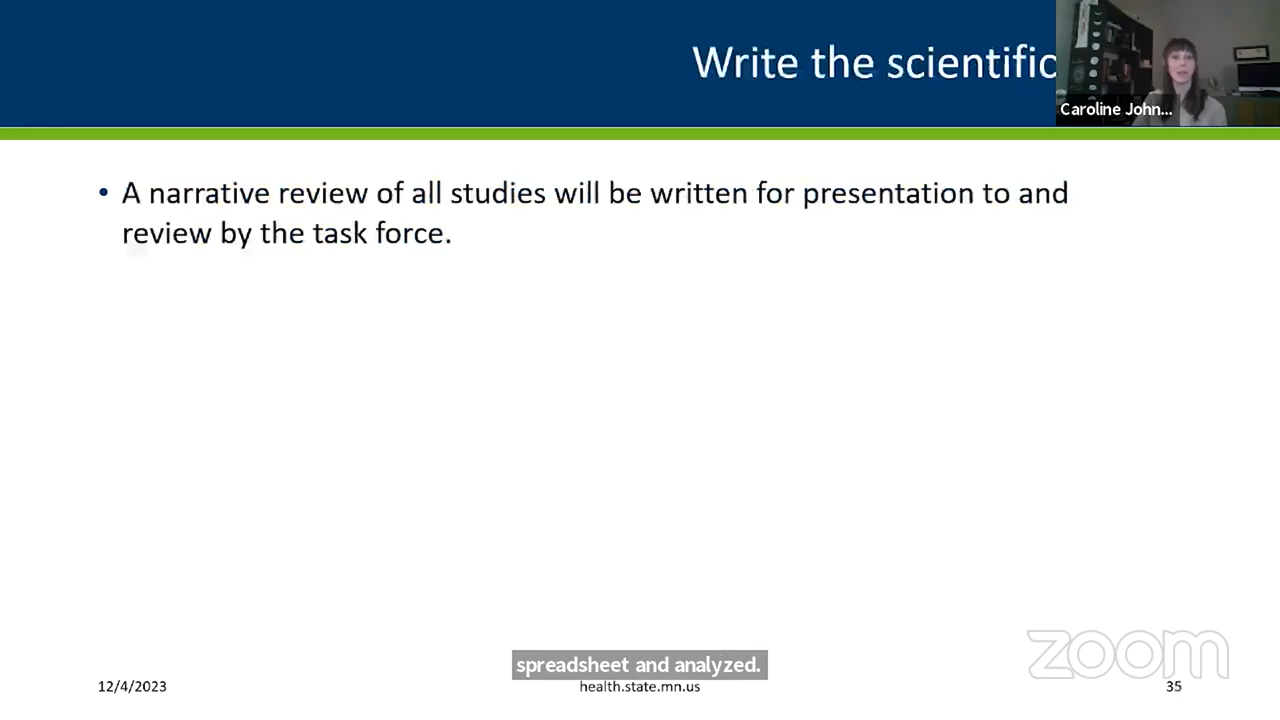 Write the scientific
Caroline John...
• A narrative review of all studies will be written for presentation to and
review by the task force.
spreadsheet and analyzed.
zoom
12/4/2023
health.state.mn.us
35